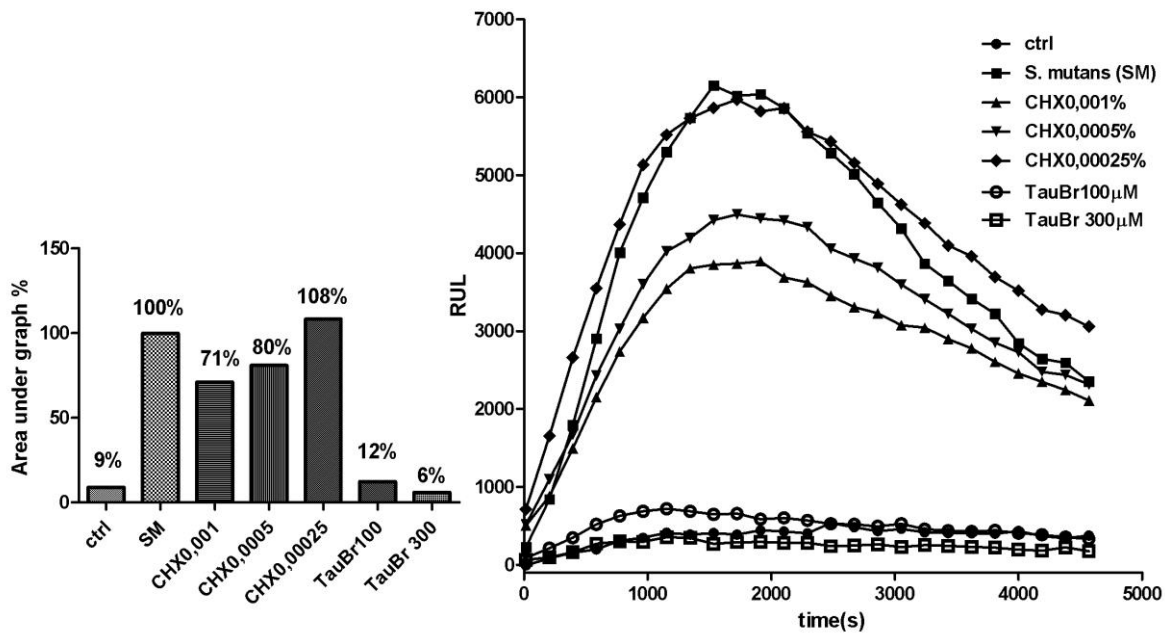 Area under graph %
150
100
50
0
9%
100%
71%
80%
108%
12%
6%
ctrl
SM
CHX0,001
CHX0,0005
CHX0,00025
TauBr100
TauBr 300
RUL
7000
6000
5000
4000
3000
2000
1000
0
0
1000
2000
3000
4000
5000
time(s)
ctrl
S. mutans (SM)
CHX0,001%
CHX0,0005%
CHX0,00025%
TauBr100µM
TauBr 300µM